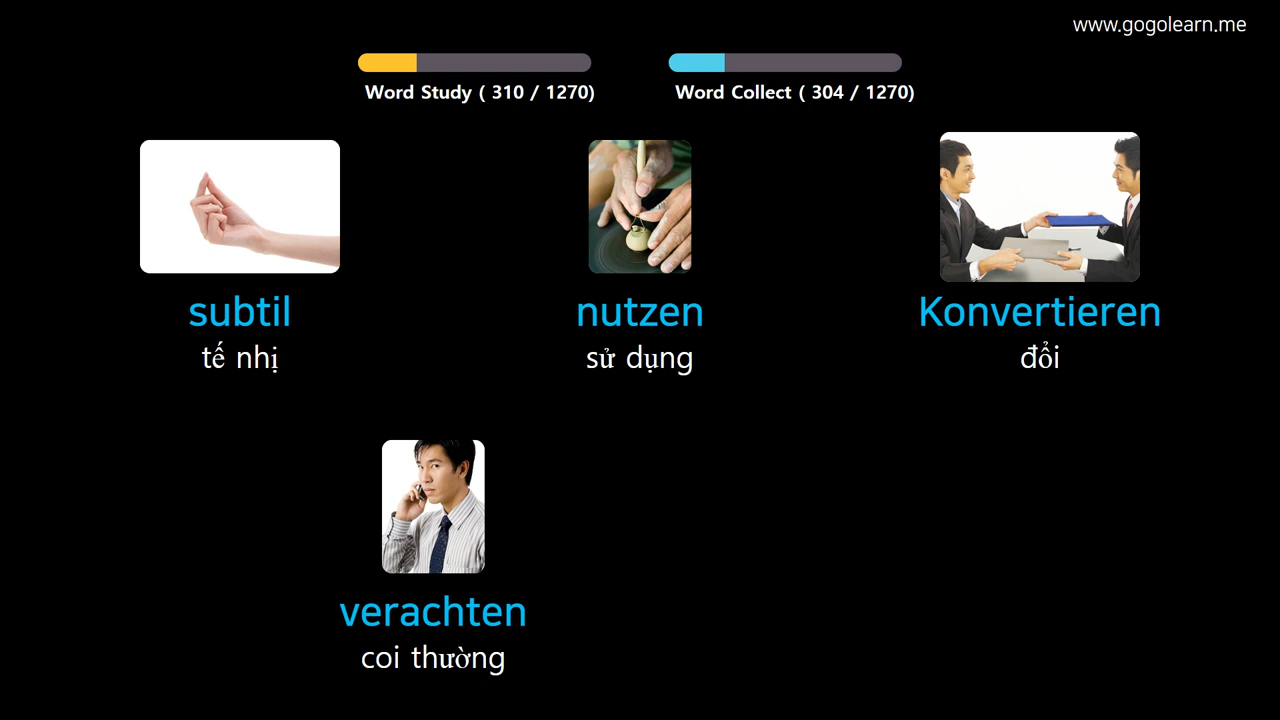 www.gogolearn.me
Word Study ( 310 / 1270)
Word Collect ( 304 / 1270)
subtil
tế nhị
nutzen
sử dụng
Konvertieren
đổi
verachten
coi thường